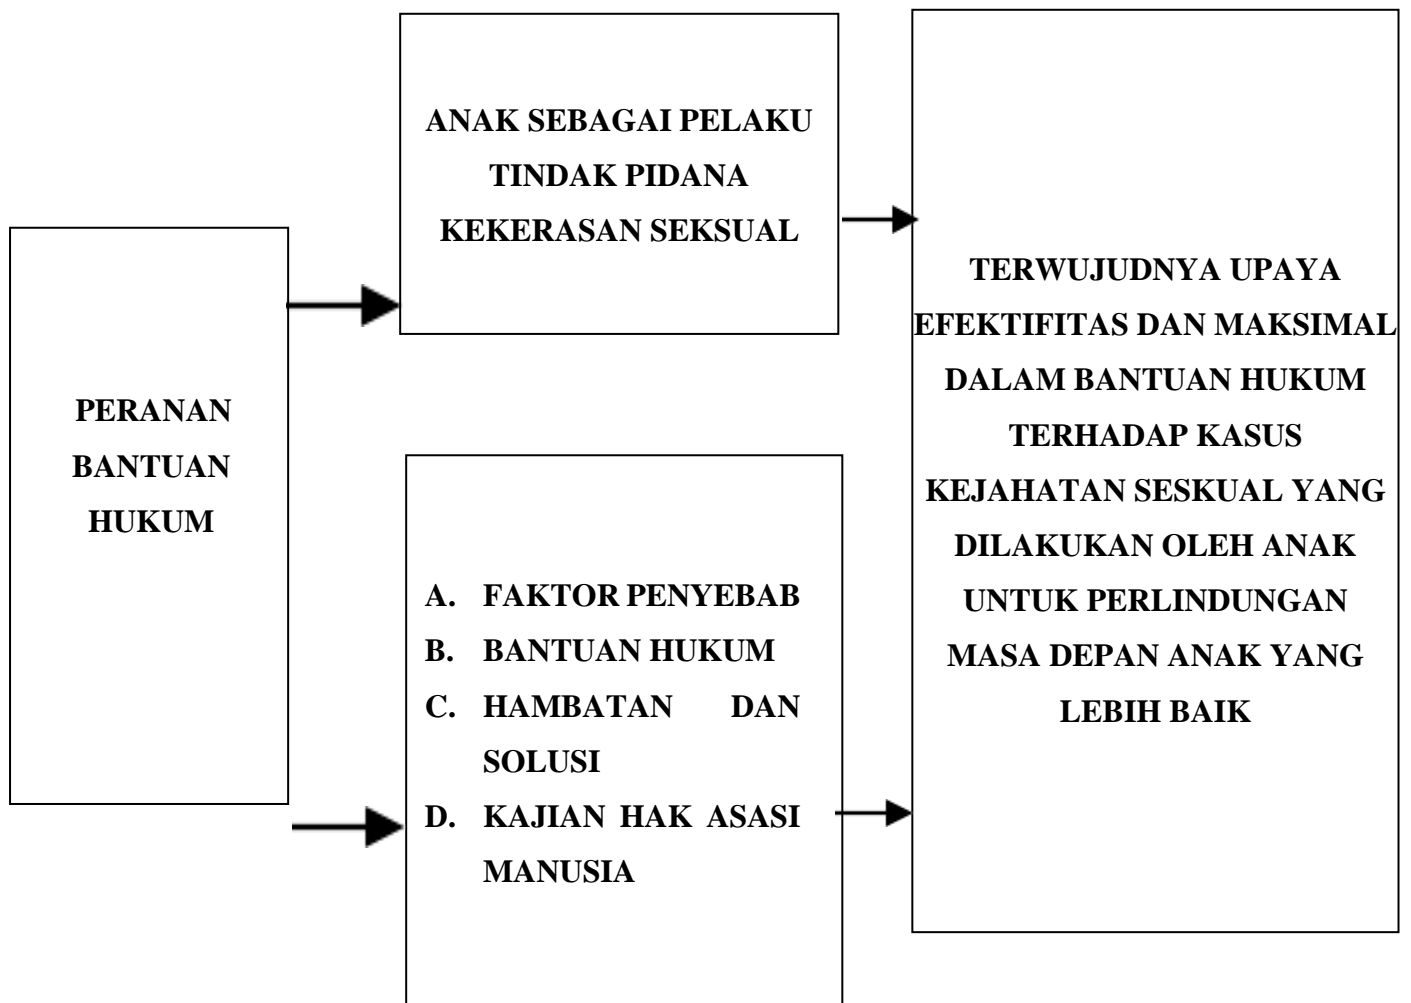 PERANAN
BANTUAN
HUKUM
ANAK SEBAGAI PELAKU
TINDAK PIDANA
KEKERASAN SEKSUAL
A. FAKTOR PENYEBAB
B. BANTUAN HUKUM
C. HAMBATAN DAN
SOLUSI
D. KAJIAN HAK ASASI
MANUSIA
TERWUJUDNYA UPAYA
EFEKTIFITAS DAN MAKSIMAL
DALAM BANTUAN HUKUM
TERHADAP KASUS
KEJAHATAN SESKUAL YANG
DILAKUKAN OLEH ANAK
UNTUK PERLINDUNGAN
MASA DEPAN ANAK YANG
LEBIH BAIK